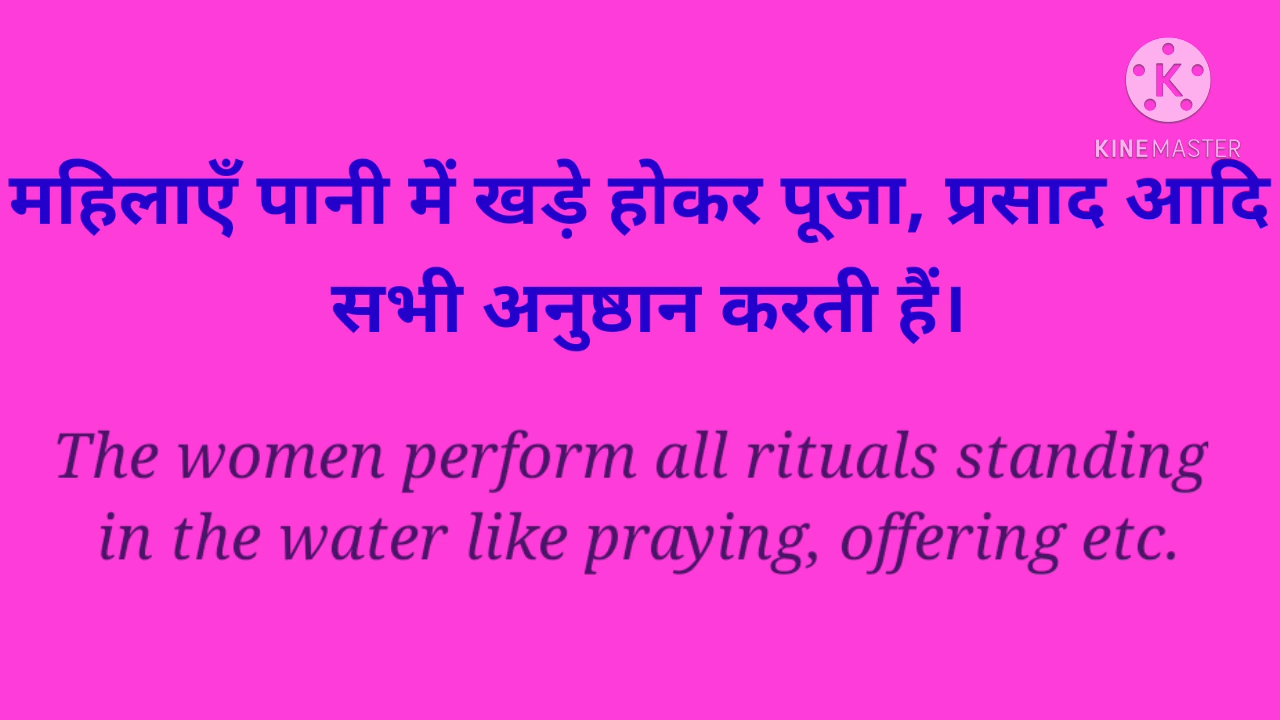 K
KINEMASTER
महिलाएँ पानी में खड़े होकर पूजा, प्रसाद आदि
सभी अनुष्ठान करती हैं।
The women perform all rituals standing
in the water like praying, offering etc.